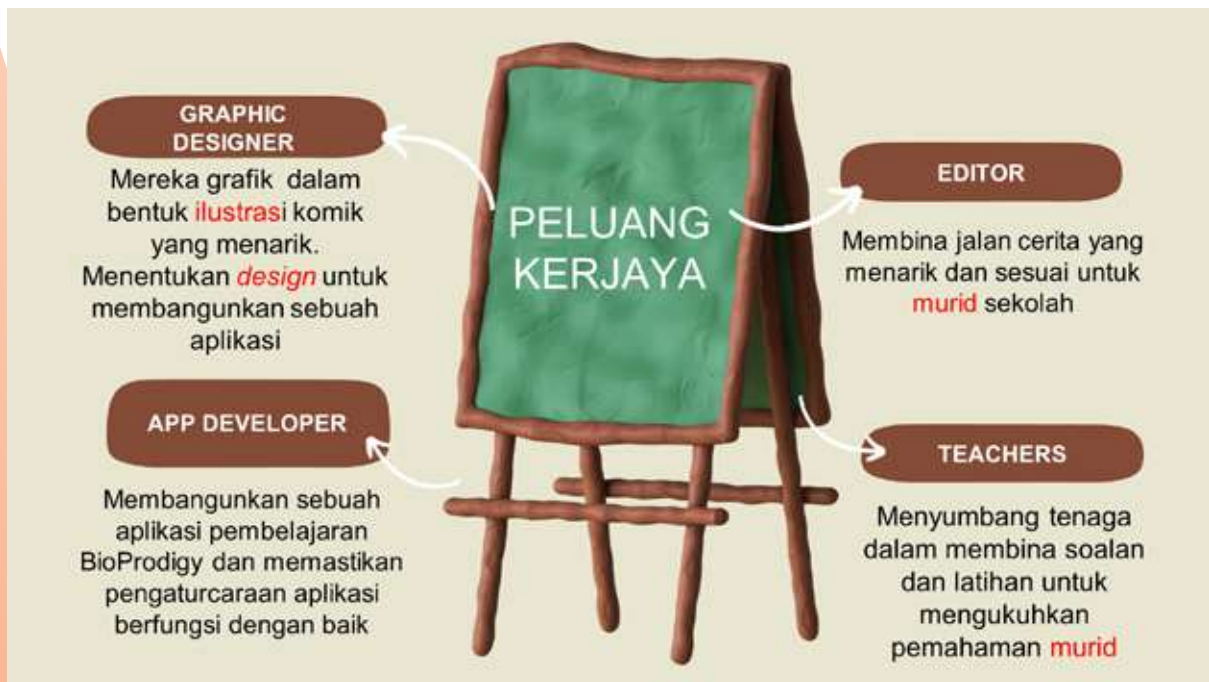 GRAPHIC
DESIGNER
Mereka grafik dalam
bentuk ilustrasi komik
yang menarik.
Menentukan design untuk
membangunkan sebuah
aplikasi
APP DEVELOPER
Membangunkan sebuah
aplikasi pembelajaran
BioProdigy dan memastikan
pengaturcaraan aplikasi
berfungsi dengan baik
PELUANG
KERJAYA
EDITOR
Membina jalan cerita yang
menarik dan sesuai untuk
murid sekolah
TEACHERS
Menyumbang tenaga
dalam membina soalan
dan latihan untuk
mengukuhkan
pemahaman murid